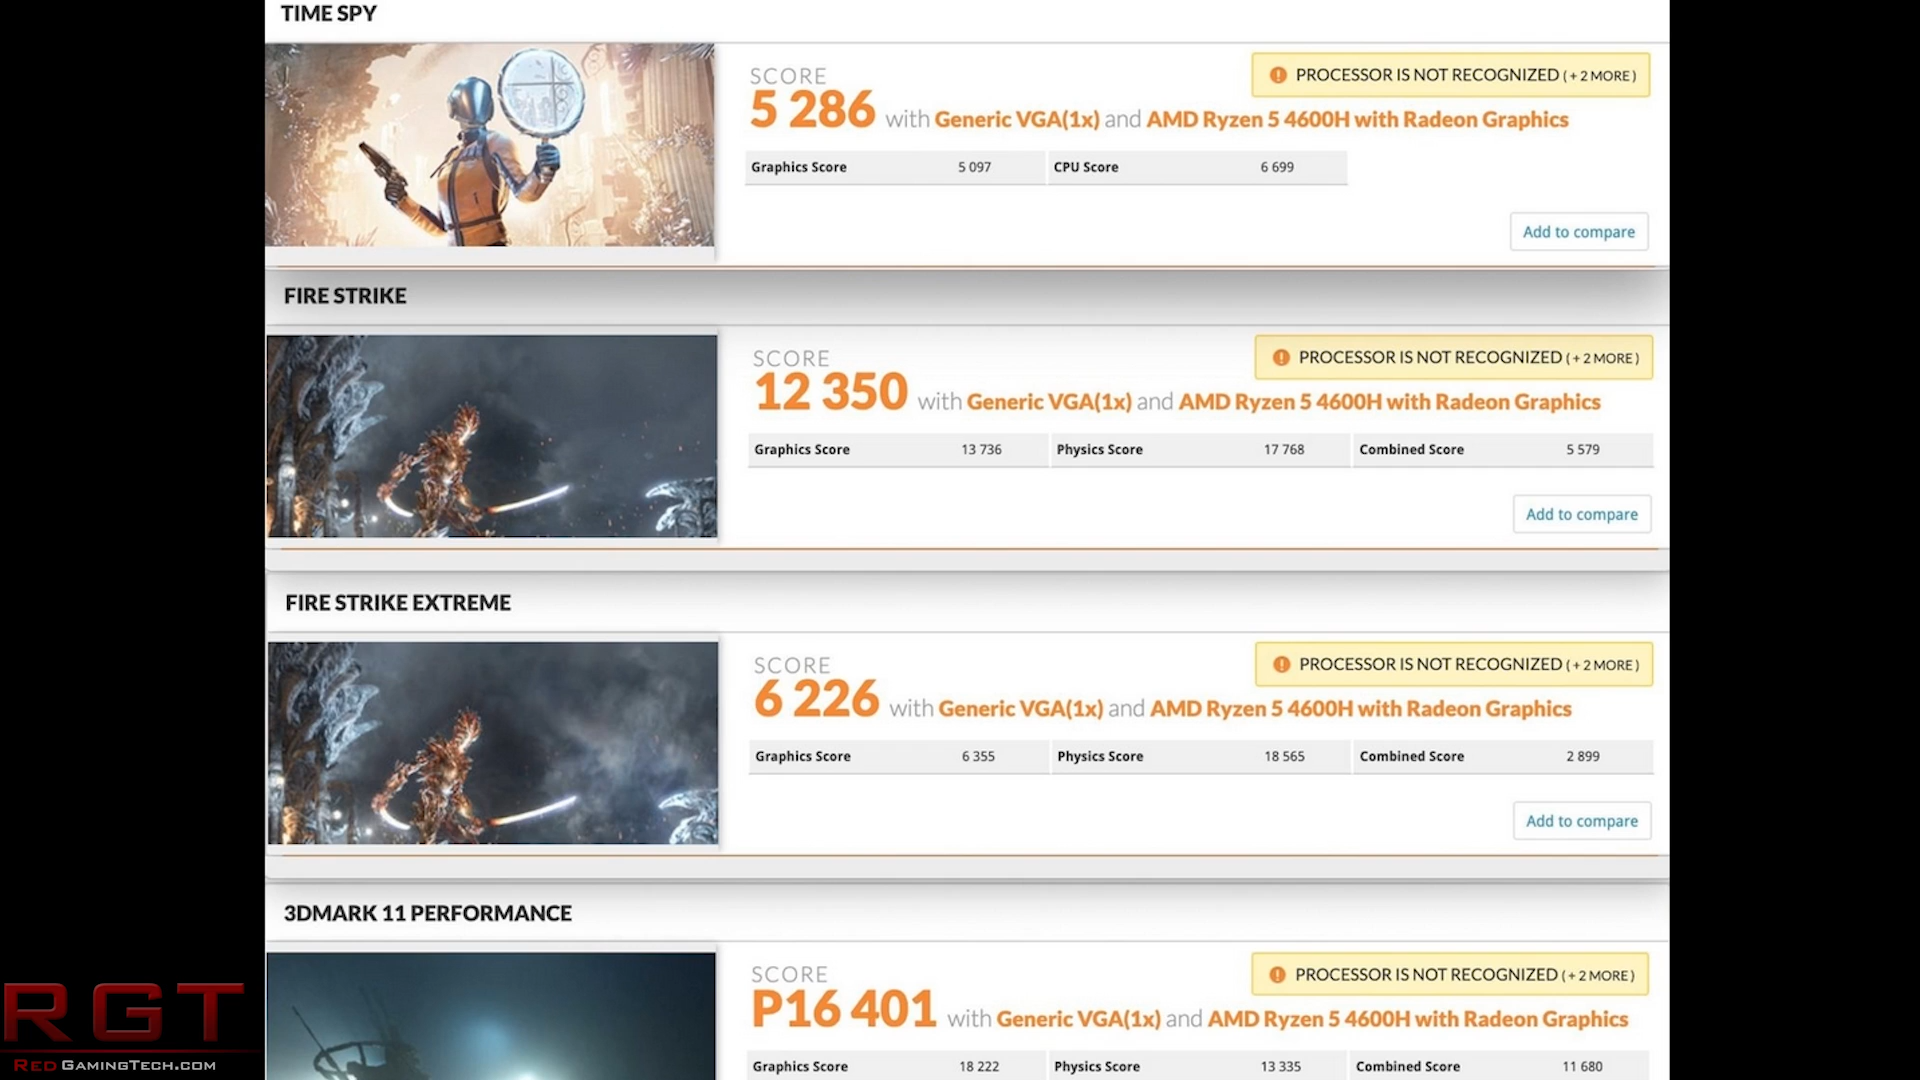 TIME SPY
SCORE
PROCESSOR IS NOT RECOGNIZED ( + 2 MORE )
5 286 with Generic VGA(1x) and AMD Ryzen 5 4600H with Radeon Graphics
Graphics Score 5 097 CPU Score 6 699
Add to compare
FIRE STRIKE
SCORE
PROCESSOR IS NOT RECOGNIZED ( + 2 MORE )
12 350 with Generic VGA(1x) and AMD Ryzen 5 4600H with Radeon Graphics
Graphics Score 13 736 Physics Score 17 768 Combined Score 5 579
Add to compare
FIRE STRIKE EXTREME
SCORE
PROCESSOR IS NOT RECOGNIZED ( + 2 MORE )
6 226 with Generic VGA(1x) and AMD Ryzen 5 4600H with Radeon Graphics
Graphics Score 6 355 Physics Score 18 565 Combined Score 2 899
Add to compare
3DMARK 11 PERFORMANCE
SCORE
PROCESSOR IS NOT RECOGNIZED ( + 2 MORE )
P16 401 with Generic VGA(1x) and AMD Ryzen 5 4600H with Radeon Graphics
Graphics Score 18 222 Physics Score 13 335 Combined Score 11 680
RGT
REDGAMINGTECH.COM